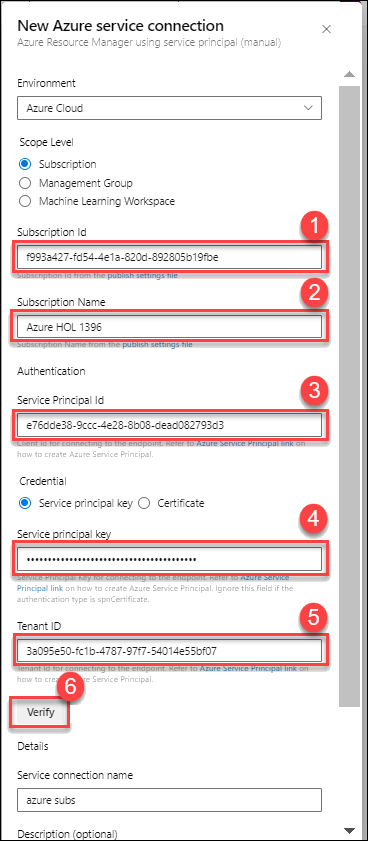 New Azure service connection
Azure Resource Manager using service principal (manual)
Environment
Azure Cloud
Scope Level
Subscription
Management Group
Machine Learning Workspace
1
Subscription Id
f993a427-fd54-4e1a-820d-892805b19fbe
Subscription Id from the publish settings file
2
Subscription Name
Azure HOL 1396
Subscription Name from the publish settings file
Authentication
3
Service Principal Id
e76dde38-9ccc-4e28-8b08-dead082793d3
Client Id for connecting to the endpoint. Refer to Azure Service Principal link on
how to create Azure Service Principal.
Credential
Service principal key Certificate
4
Service principal key
••••••••••••••••••••••••••••••••••••••••
Service Principal Key for connecting to the endpoint. Refer to Azure Service
Principal link on how to create Azure Service Principal. Ignore this field if the
authentication type is spnCertificate.
5
Tenant ID
3a095e50-fc1b-4787-97f7-54014e55bf07
Tenant Id for connecting to the endpoint. Refer to Azure Service Principal link on
how to create Azure Service Principal.
6
Verify
Details
Service connection name
azure subs
Description (optional)